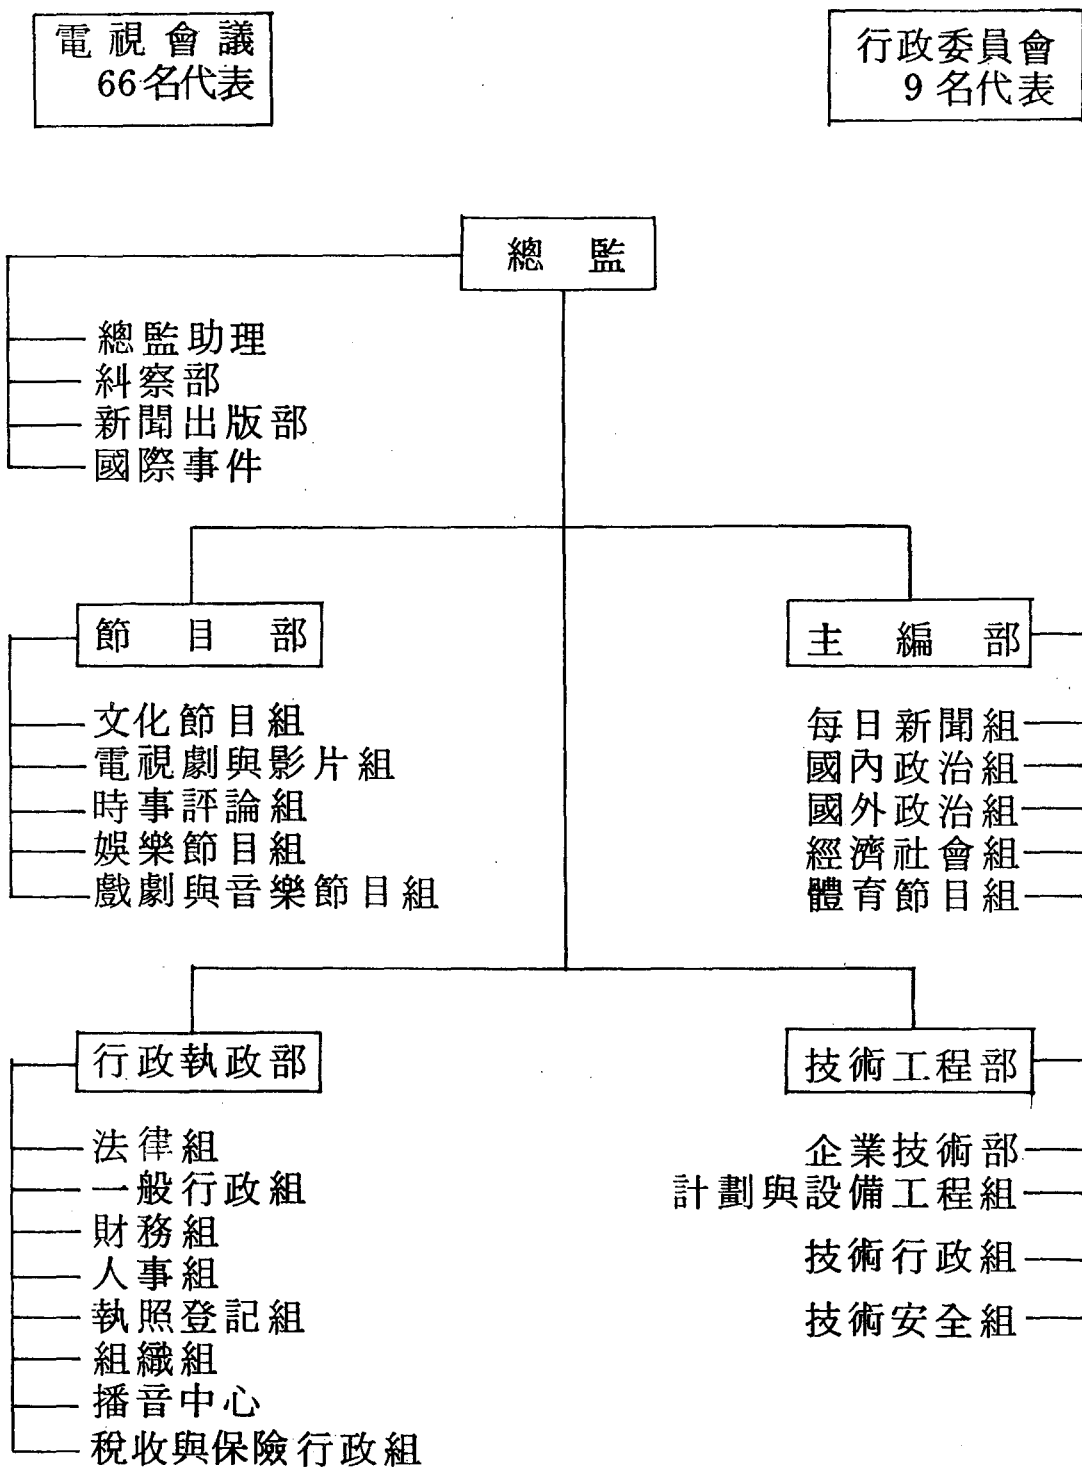 電視會議
66名代表
行政委員會
9名代表
總監
總監助理
糾察部
新聞出版部
國際事件
節目部
文化節目組
電視劇與影片組
時事評論組
娛樂節目組
戲劇與音樂節目組
主編部
每日新聞組
國內政治組
國外政治組
經濟社會組
體育節目組
行政執政部
法律組
一般行政組
財務組
人事組
執照登記組
組織組
播音中心
稅收與保險行政組
技術工程部
企業技術部
計劃與設備工程組
技術行政組
技術安全組